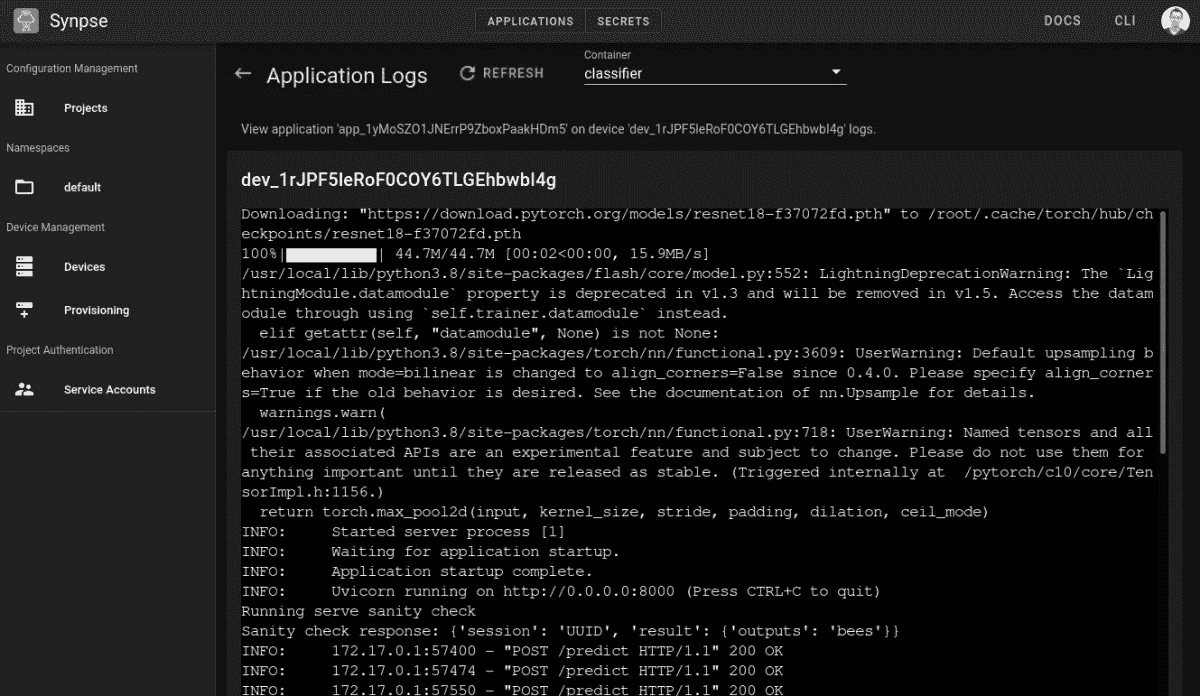 Synpse
APPLICATIONS
SECRETS
DOCS
CLI
Configuration Management
Projects
Namespaces
default
Device Management
Devices
Provisioning
Project Authentication
Service Accounts
Application Logs
REFRESH
Container
classifier
View application 'app_1yMoSZO1JNErrP9ZboxPaakHDm5' on device 'dev_1rJPF5leRoF0COY6TLGEhbwbI4g' logs.
dev_1rJPF5leRoF0COY6TLGEhbwbI4g
Downloading: "https://download.pytorch.org/models/resnet18-f37072fd.pth" to /root/.cache/torch/hub/ch
eckpoints/resnet18-f37072fd.pth
100%|          | 44.7M/44.7M [00:02<00:00, 15.9MB/s]
/usr/local/lib/python3.8/site-packages/flash/core/model.py:552: LightningDeprecationWarning: The `Lig
htningModule.datamodule` property is deprecated in v1.3 and will be removed in v1.5. Access the datam
odule through using `self.trainer.datamodule` instead.
  elif getattr(self, "datamodule", None) is not None:
/usr/local/lib/python3.8/site-packages/torch/nn/functional.py:3609: UserWarning: Default upsampling b
ehavior when mode=bilinear is changed to align_corners=False since 0.4.0. Please specify align_corner
s=True if the old behavior is desired. See the documentation of nn.Upsample for details.
  warnings.warn(
/usr/local/lib/python3.8/site-packages/torch/nn/functional.py:718: UserWarning: Named tensors and all
 their associated APIs are an experimental feature and subject to change. Please do not use them for
anything important until they are released as stable. (Triggered internally at  /pytorch/c10/core/Ten
sorImpl.h:1156.)
  return torch.max_pool2d(input, kernel_size, stride, padding, dilation, ceil_mode)
INFO:     Started server process [1]
INFO:     Waiting for application startup.
INFO:     Application startup complete.
INFO:     Uvicorn running on http://0.0.0.0:8000 (Press CTRL+C to quit)
Running serve sanity check
Sanity check response: {'session': 'UUID', 'result': {'outputs': 'bees'}}
INFO:     172.17.0.1:57400 – "POST /predict HTTP/1.1" 200 OK
INFO:     172.17.0.1:57474 – "POST /predict HTTP/1.1" 200 OK
INFO:     172.17.0.1:57550 – "POST /predict HTTP/1.1" 200 OK